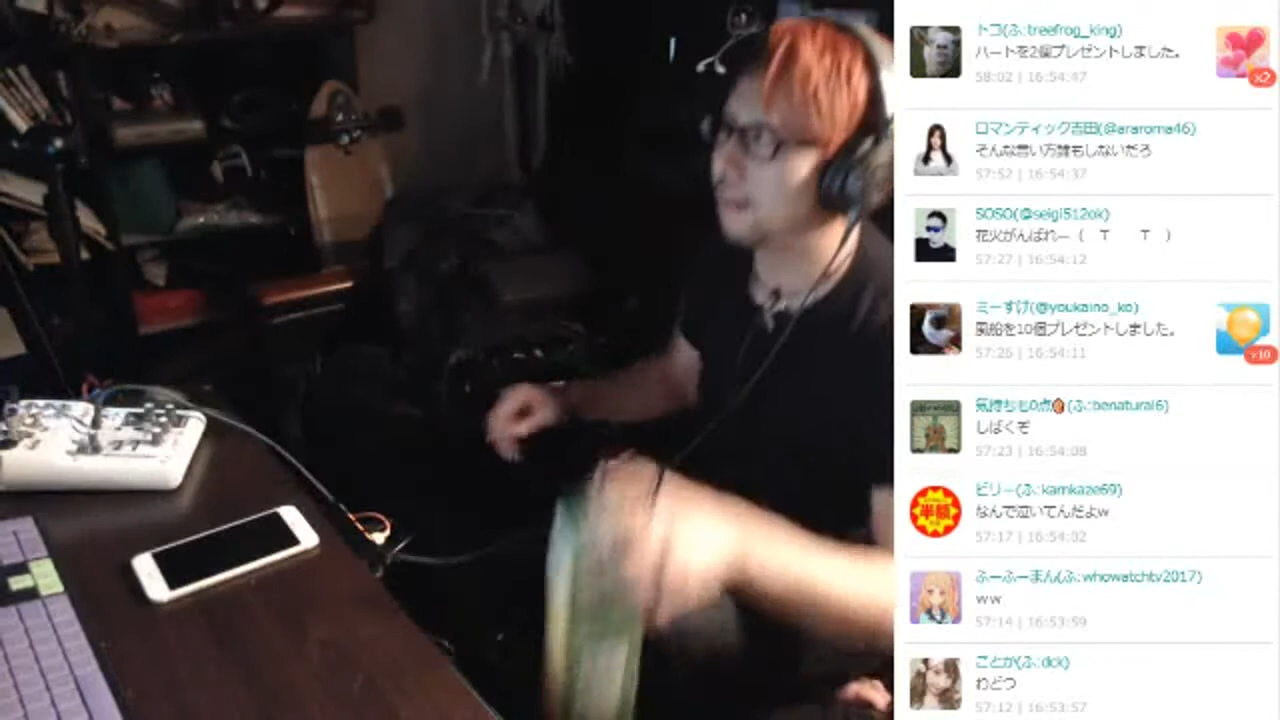 トコ(ふ:treefrog_king)
ハートを2個プレゼントしました。
x2
58:02 | 16:54:47
ロマンティック吉田(@araroma46)
そんな言い方誰もしないだろ
57:52 | 16:54:37
SOSO(@seigi512ok)
花火がんばれー（　T　　T　）
57:27 | 16:54:12
ミーすけ(@youkaino_ko)
風船を10個プレゼントしました。
x10
57:26 | 16:54:11
気持ちも0点(ふ:benatural6)
しばくぞ
57:23 | 16:54:08
ビリー(ふ:kamkaze69)
半額
なんで泣いてんだよw
57:17 | 16:54:02
ふーふーまん(ふ:whowatchtv2017)
ww
57:14 | 16:53:59
ことか(ふ:dck)
わどつ
57:12 | 16:53:57